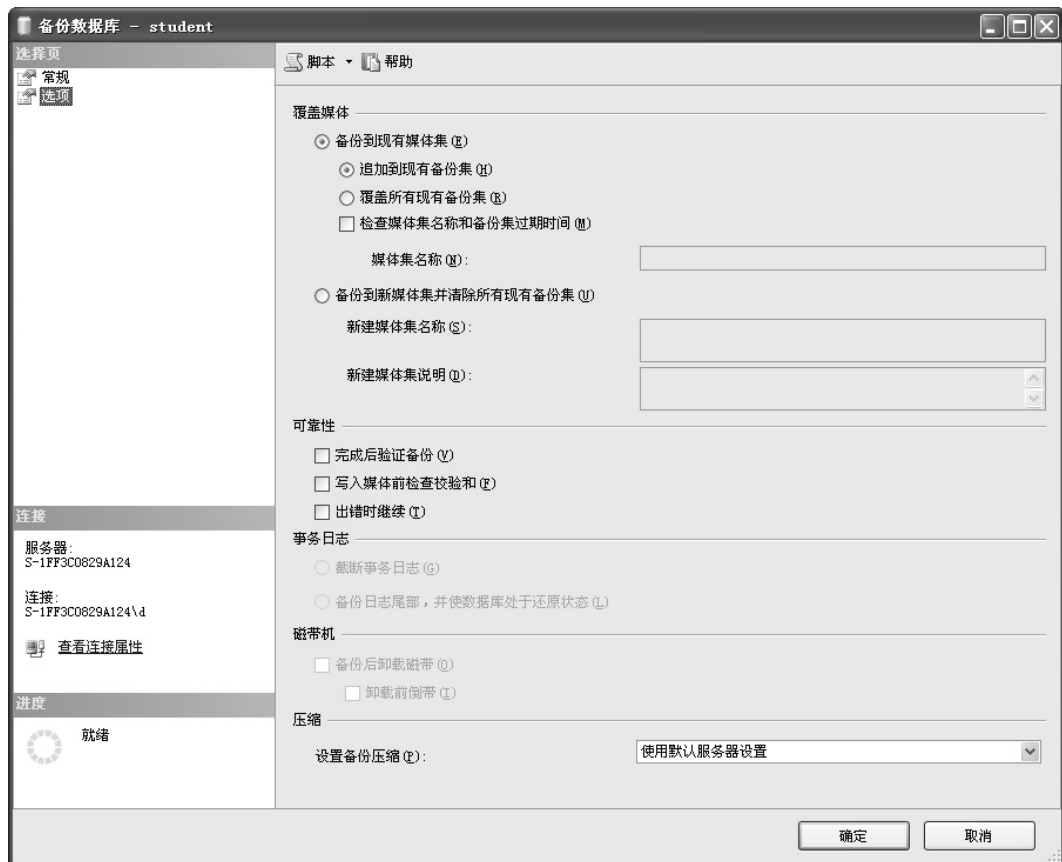 备份数据库 - student
选择页
常规
选项
脚本
帮助
覆盖媒体
备份到现有媒体集(E)
追加到现有备份集(H)
覆盖所有现有备份集(R)
检查媒体集名称和备份集过期时间(M)
媒体集名称(N):
备份到新媒体集并清除所有现有备份集(U)
新建媒体集名称(S):
新建媒体集说明(D):
可靠性
完成后验证备份(V)
写入媒体前检查校验和(F)
出错时继续(T)
事务日志
截断事务日志(G)
备份日志尾部,并使数据库处于还原状态(L)
磁带机
备份后卸载磁带(O)
卸载前倒带(I)
压缩
设置备份压缩(P):
使用默认服务器设置
连接
服务器:
S-1FF3C0829A124
连接:
S-1FF3C0829A124\d
查看连接属性
进度
就绪
确定
取消